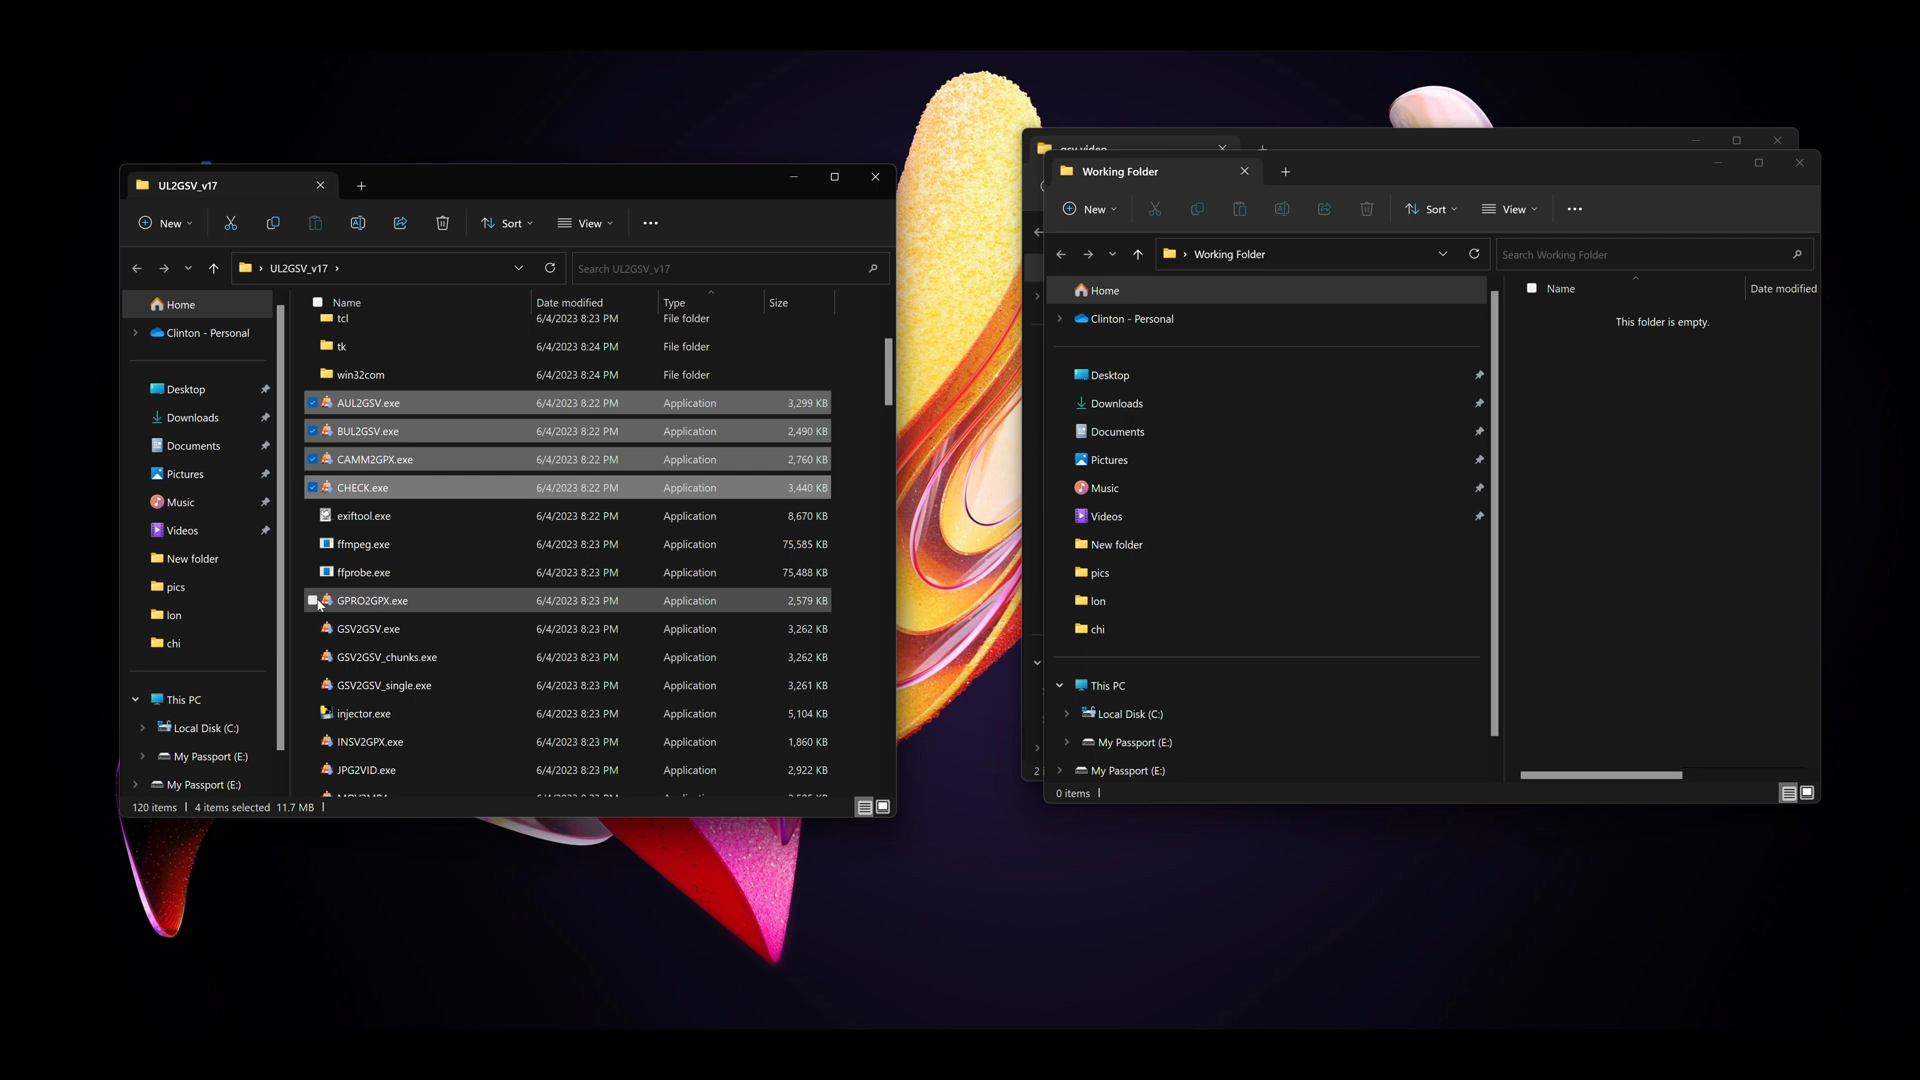 UL2GSV_v17
New
Sort
View
UL2GSV_v17
Search UL2GSV_v17
Home
Clinton - Personal
Desktop
Downloads
Documents
Pictures
Music
Videos
New folder
pics
lon
chi
This PC
Local Disk (C:)
My Passport (E:)
My Passport (E:)
Name Date modified Type Size
tcl 6/4/2023 8:23 PM File folder
tk 6/4/2023 8:24 PM File folder
win32com 6/4/2023 8:24 PM File folder
AUL2GSV.exe 6/4/2023 8:22 PM Application 3,299 KB
BUL2GSV.exe 6/4/2023 8:22 PM Application 2,490 KB
CAMM2GPX.exe 6/4/2023 8:22 PM Application 2,760 KB
CHECK.exe 6/4/2023 8:22 PM Application 3,440 KB
exiftool.exe 6/4/2023 8:22 PM Application 8,670 KB
ffmpeg.exe 6/4/2023 8:23 PM Application 75,585 KB
ffprobe.exe 6/4/2023 8:23 PM Application 75,488 KB
GPRO2GPX.exe 6/4/2023 8:23 PM Application 2,579 KB
GSV2GSV.exe 6/4/2023 8:23 PM Application 3,262 KB
GSV2GSV_chunks.exe 6/4/2023 8:23 PM Application 3,262 KB
GSV2GSV_single.exe 6/4/2023 8:23 PM Application 3,261 KB
injector.exe 6/4/2023 8:23 PM Application 5,104 KB
INSV2GPX.exe 6/4/2023 8:23 PM Application 1,860 KB
JPG2VID.exe 6/4/2023 8:23 PM Application 2,922 KB
120 items 4 items selected 11.7 MB
gsv video
Working Folder
New
Sort
View
Working Folder
Search Working Folder
Home
Clinton - Personal
Desktop
Downloads
Documents
Pictures
Music
Videos
New folder
pics
lon
chi
This PC
Local Disk (C:)
My Passport (E:)
My Passport (E:)
Name Date modified
This folder is empty.
0 items
2